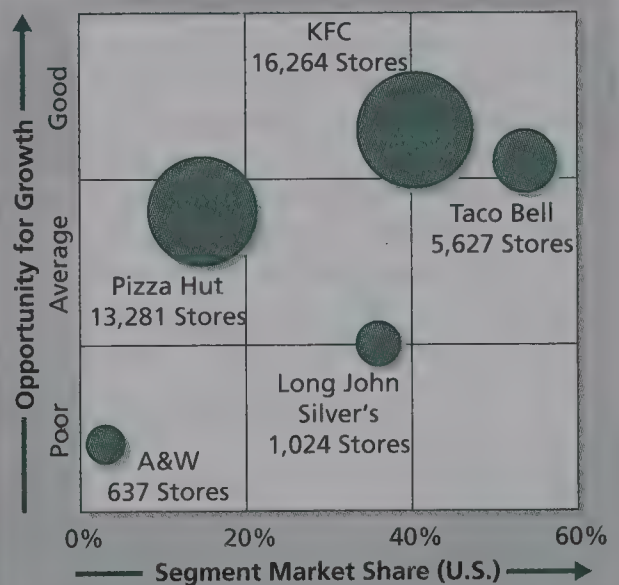 Opportunity for Growth
Good
Average
Poor
KFC
16,264 Stores
Taco Bell
5,627 Stores
Pizza Hut
13,281 Stores
Long John
Silver's
1,024 Stores
A&W
637 Stores
0%
20%
40%
60%
Segment Market Share (U.S.)